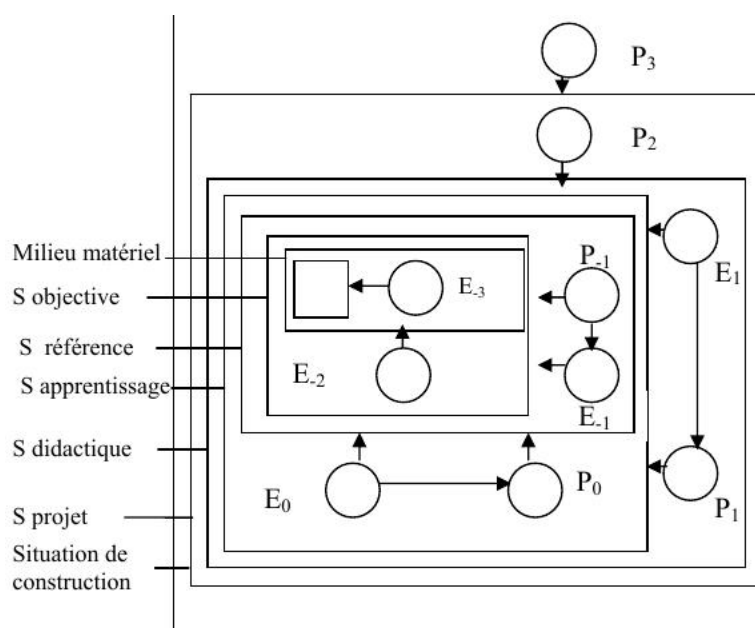 P3
P2
E1
Milieu matériel
P-1
E-3
S objective
S référence
E-2
S apprentissage
E-1
S didactique
E0
P0
P1
S projet
Situation de
construction